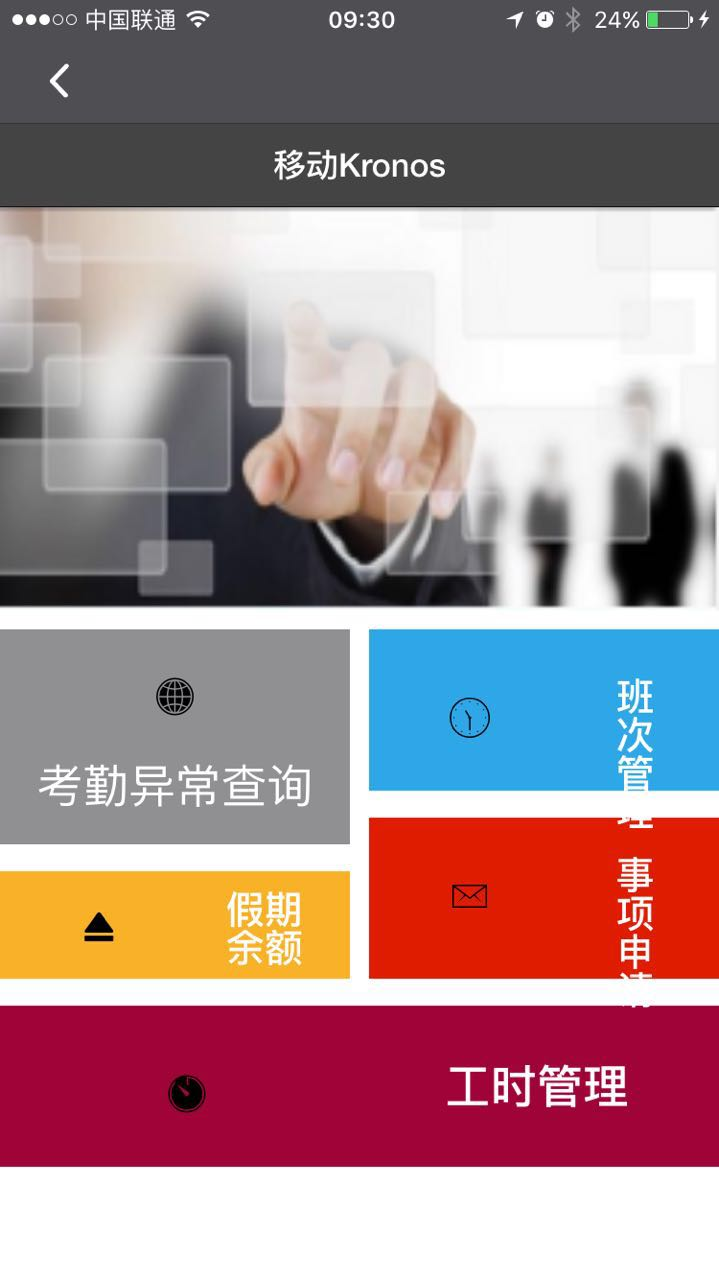 中国联通
09:30
24%
移动Kronos
考勤异常查询
班
次
管
理
假期
余额
事
项
申
请
工时管理